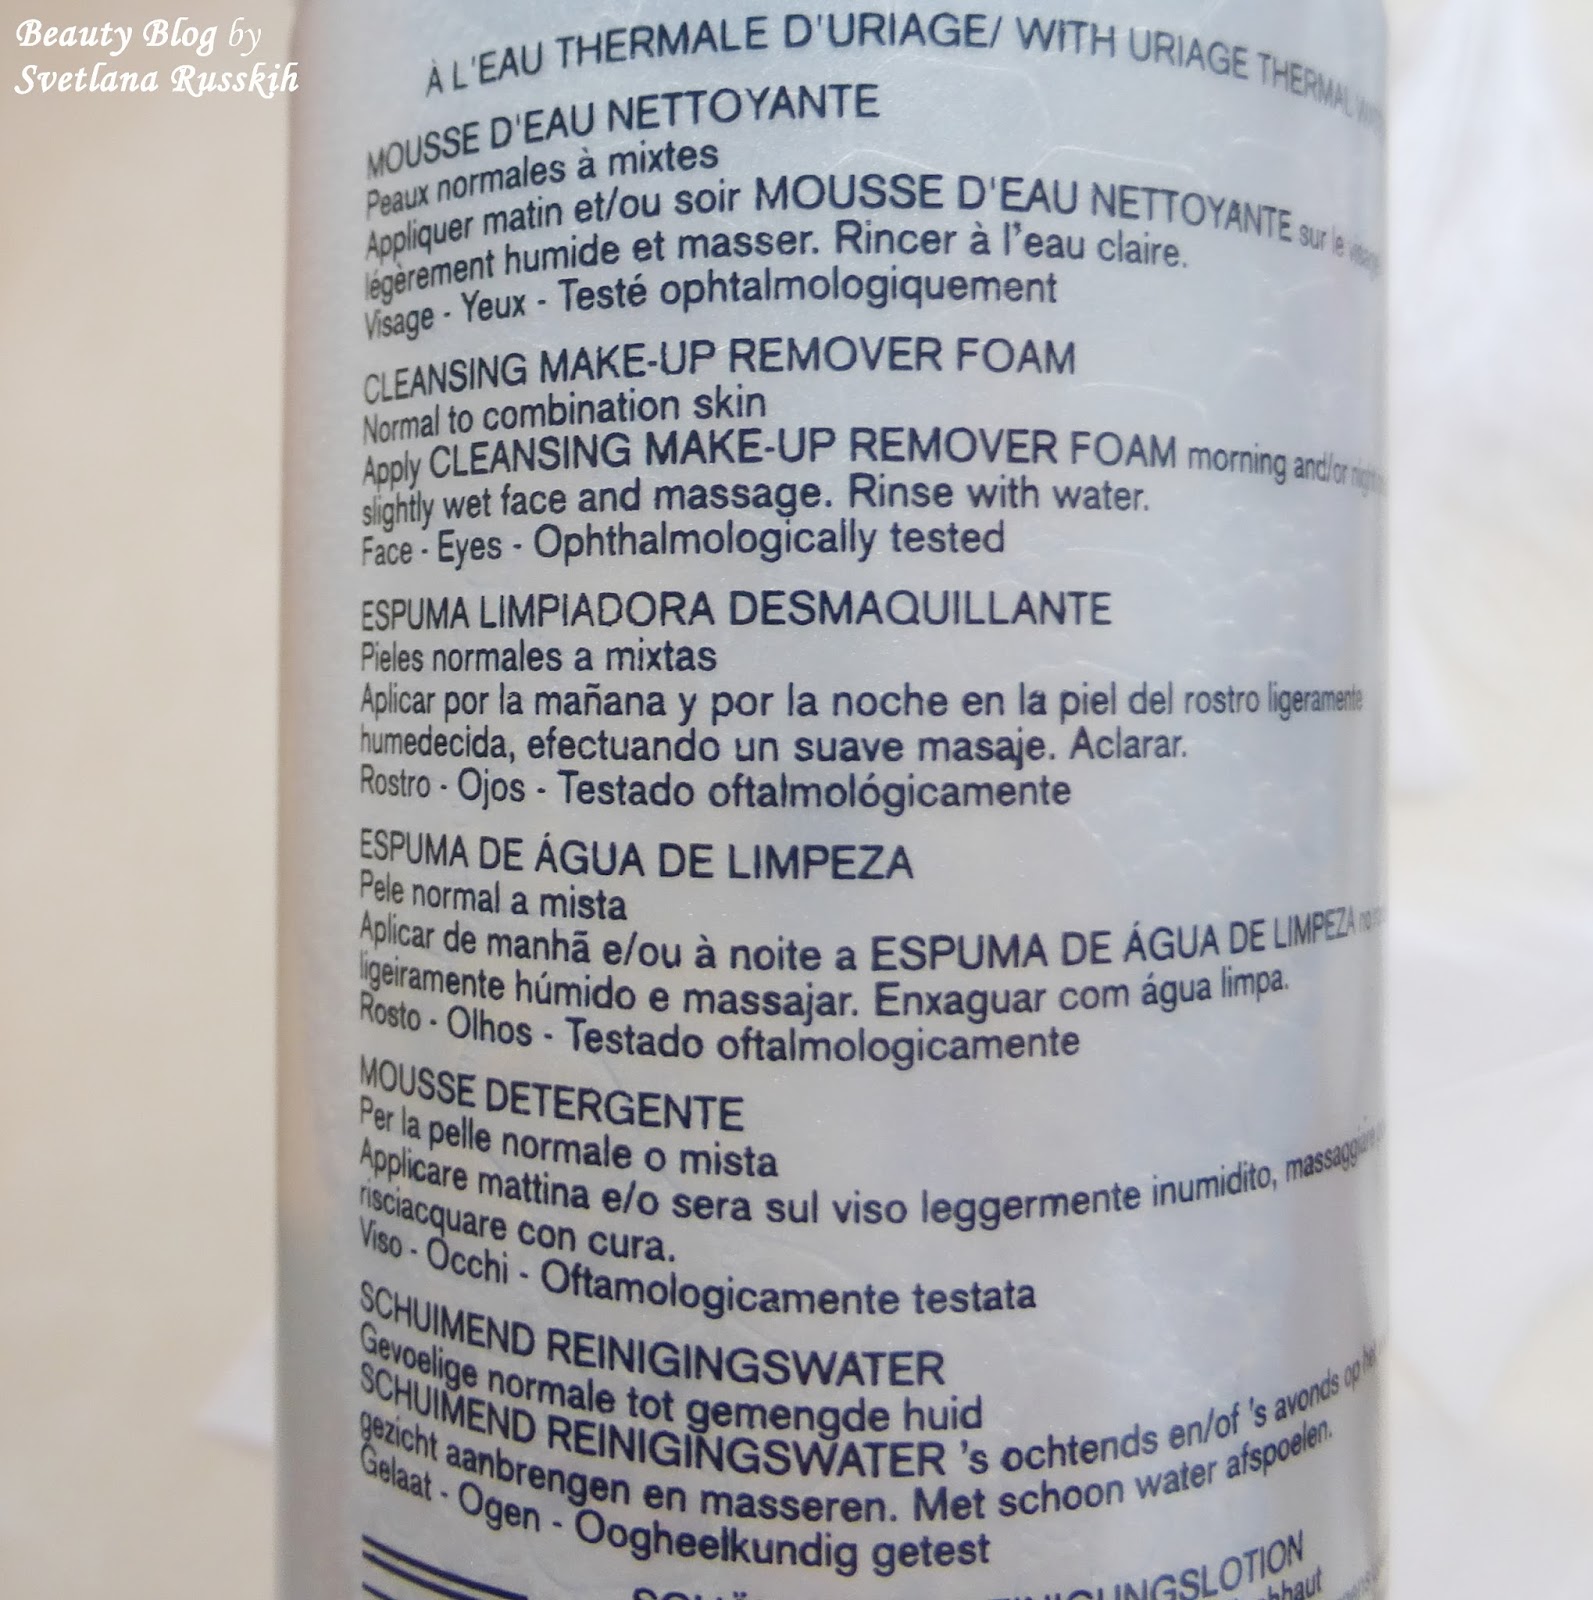 Beauty Blog by
Svetlana Russkih
À L'EAU THERMALE D'URIAGE/ WITH URIAGE THERMAL
MOUSSE D'EAU NETTOYANTE
Peaux normales à mixtes
Appliquer matin et/ou soir MOUSSE D'EAU NETTOYANTE sur le visage
légèrement humide et masser. Rincer à l'eau claire.
Visage - Yeux - Testé ophtalmologiquement
CLEANSING MAKE-UP REMOVER FOAM
Normal to combination skin
Apply CLEANSING MAKE-UP REMOVER FOAM morning and/or night
slightly wet face and massage. Rinse with water.
Face - Eyes - Ophthalmologically tested
ESPUMA LIMPIADORA DESMAQUILLANTE
Pieles normales a mixtas
Aplicar por la mañana y por la noche en la piel del rostro ligeramente
humedecida, efectuando un suave masaje. Aclarar.
Rostro - Ojos - Testado oftalmológicamente
ESPUMA DE ÁGUA DE LIMPEZA
Pele normal a mista
Aplicar de manhã e/ou à noite a ESPUMA DE ÁGUA DE LIMPEZA
ligeiramente húmido e massajar. Enxaguar com água limpa.
Rosto - Olhos - Testado oftalmologicamente
MOUSSE DETERGENTE
Per la pelle normale o mista
Applicare mattina e/o sera sul viso leggermente inumidito, massaggiare
risciacquare con cura.
Viso - Occhi - Oftamologicamente testata
SCHUIMEND REINIGINGSWATER
Gevoelige normale tot gemengde huid
SCHUIMEND REINIGINGSWATER 's ochtends en/of 's avonds op het
gezicht aanbrengen en masseren. Met schoon water afspoelen.
Gelaat - Ogen - Oogheelkundig getest